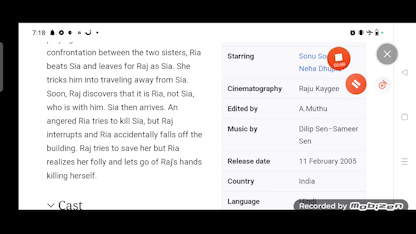 7:18
confrontation between the two sisters, Ria
beats Sia and leaves for Raj as Sia. She
tricks him into traveling away from Sia.
Soon, Raj discovers that it is Ria, not Sia,
who is with him. Sia then arrives. An
angered Ria tries to kill Sia, but Raj
interrupts and Ria accidentally falls off the
building. Raj tries to save her but Ria
realizes her folly and lets go of Raj's hands
killing herself.
Cast
Starring Sonu
Neha
Cinematography Raju Kaygee
Edited by A.Muthu
Music by Dilip Sen–Sameer
Sen
Release date 11 February 2005
Country India
Language Hindi
Recorded by MOBIZEN